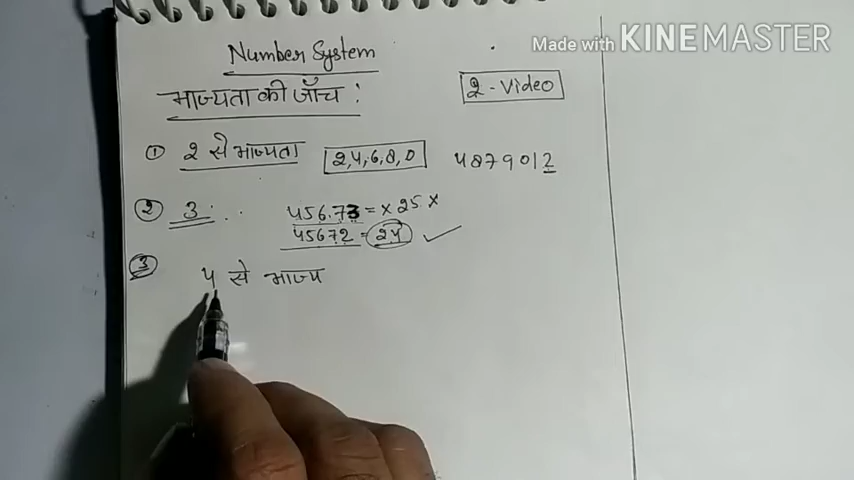 Made with KINEMASTER
Number System
भाज्यता की जाँच :
2 - Video
① 2 से भाज्यता 2,4,6,8,0 4879012
② 3 : . . 45673 = × 25 ×
45672 = 24 ✓
③ 4 से भाज्य